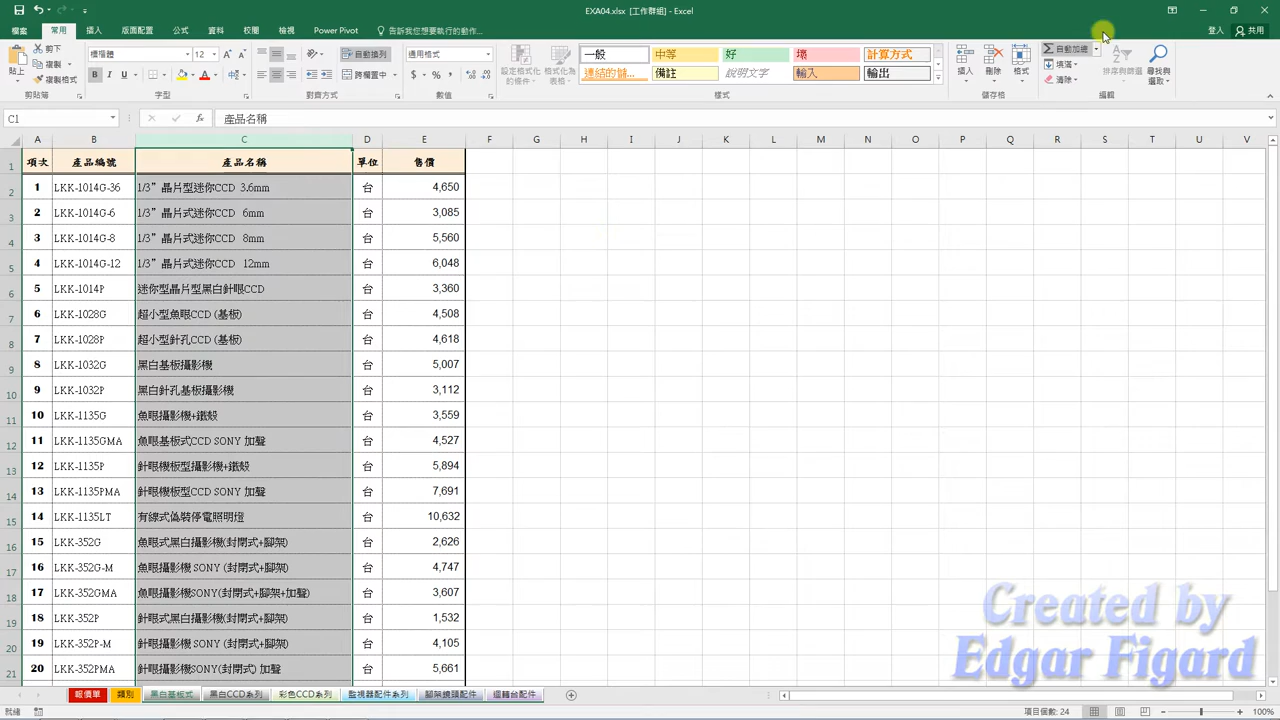 EXA04.xlsx [工作群組] - Excel
檔案 常用 插入 版面配置 公式 資料 校閱 檢視 Power Pivot 告訴我您想要執行的動作... 登入 共用
剪下 標楷體 12 自動換列 通用格式 一般 中等 好 壞 計算方式 自動加總
複製 連結的儲... 備註 說明文字 輸入 輸出 填滿
貼上 複製格式 跨欄置中 設定格式化的條件 格式化為表格 插入 刪除 格式 清除 排序與篩選 尋找與選取
剪貼簿 字型 對齊方式 數值 樣式 儲存格 編輯
C1 fx 產品名稱
A B C D E F G H I J K L M N O P Q R S T U V
1 項次 產品編號 產品名稱 單位 售價
2 1 LKK-1014G-36 1/3” 晶片型迷你CCD 3.6mm 台 4,650
3 2 LKK-1014G-6 1/3” 晶片式迷你CCD 6mm 台 3,085
4 3 LKK-1014G-8 1/3” 晶片式迷你CCD 8mm 台 5,560
5 4 LKK-1014G-12 1/3” 晶片式迷你CCD 12mm 台 6,048
6 5 LKK-1014P 迷你型晶片型黑白針眼CCD 台 3,360
7 6 LKK-1028G 超小型魚眼CCD (基板) 台 4,508
8 7 LKK-1028P 超小型針孔CCD (基板) 台 4,618
9 8 LKK-1032G 黑白基板攝影機 台 5,007
10 9 LKK-1032P 黑白針孔基板攝影機 台 3,112
11 10 LKK-1135G 魚眼攝影機+鐵殼 台 3,559
12 11 LKK-1135GMA 魚眼基板式CCD SONY 加聲 台 4,527
13 12 LKK-1135P 針眼機板型攝影機+鐵殼 台 5,894
14 13 LKK-1135PMA 針眼機板型CCD SONY 加聲 台 7,691
15 14 LKK-1135LT 有線式偽裝停電照明燈 台 10,632
16 15 LKK-352G 魚眼式黑白攝影機(封閉式+腳架) 台 2,626
17 16 LKK-352G-M 魚眼攝影機 SONY (封閉式+腳架) 台 4,747
18 17 LKK-352GMA 魚眼攝影機SONY(封閉式+腳架+加聲) 台 3,607
19 18 LKK-352P 針眼式黑白攝影機(封閉式+腳架) 台 1,532
20 19 LKK-352P-M 針眼攝影機 SONY (封閉式+腳架) 台 4,105
21 20 LKK-352PMA 針眼攝影機SONY(封閉式) 加聲 台 5,661
Created by
Edgar Figard
報價單 類別 黑白基板式 黑白CCD系列 彩色CCD系列 監視器配件系列 腳架鏡頭配件 迴轉台配件
就緒 項目個數: 24 100%